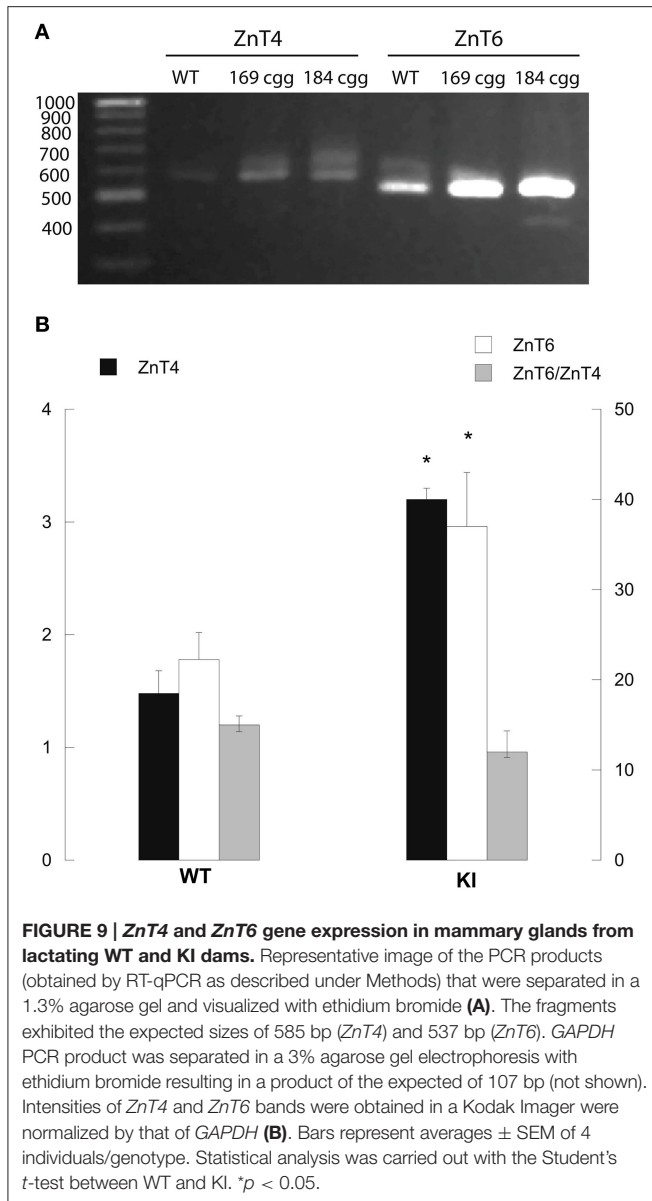 A
ZnT4 ZnT6
WT 169 cgg 184 cgg WT 169 cgg 184 cgg
1000
900
800
700
600
500
400
B
ZnT4
ZnT6
ZnT6/ZnT4
4 50
40
3
* *
30
2
20
1
10
0 0
WT KI
FIGURE 9 | ZnT4 and ZnT6 gene expression in mammary glands from
lactating WT and KI dams. Representative image of the PCR products
(obtained by RT-qPCR as described under Methods) that were separated in a
1.3% agarose gel and visualized with ethidium bromide (A). The fragments
exhibited the expected sizes of 585 bp (ZnT4) and 537 bp (ZnT6). GAPDH
PCR product was separated in a 3% agarose gel electrophoresis with
ethidium bromide resulting in a product of the expected of 107 bp (not shown).
Intensities of ZnT4 and ZnT6 bands were obtained in a Kodak Imager were
normalized by that of GAPDH (B). Bars represent averages ± SEM of 4
individuals/genotype. Statistical analysis was carried out with the Student's
t-test between WT and KI. *p < 0.05.